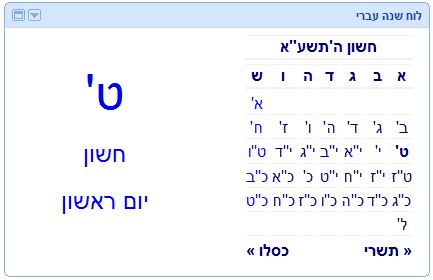 לוח שנה עברי
חשון ה'תשע"א
א ב ג ד ה ו ש
א'
ב' ג' ד' ה' ו' ז' ח'
ט' י' י"א י"ב י"ג י"ד ט"ו
ט"ז י"ז י"ח י"ט כ' כ"א כ"ב
כ"ג כ"ד כ"ה כ"ו כ"ז כ"ח כ"ט
ל'
« תשרי כסלו »
ט'
חשון
יום ראשון